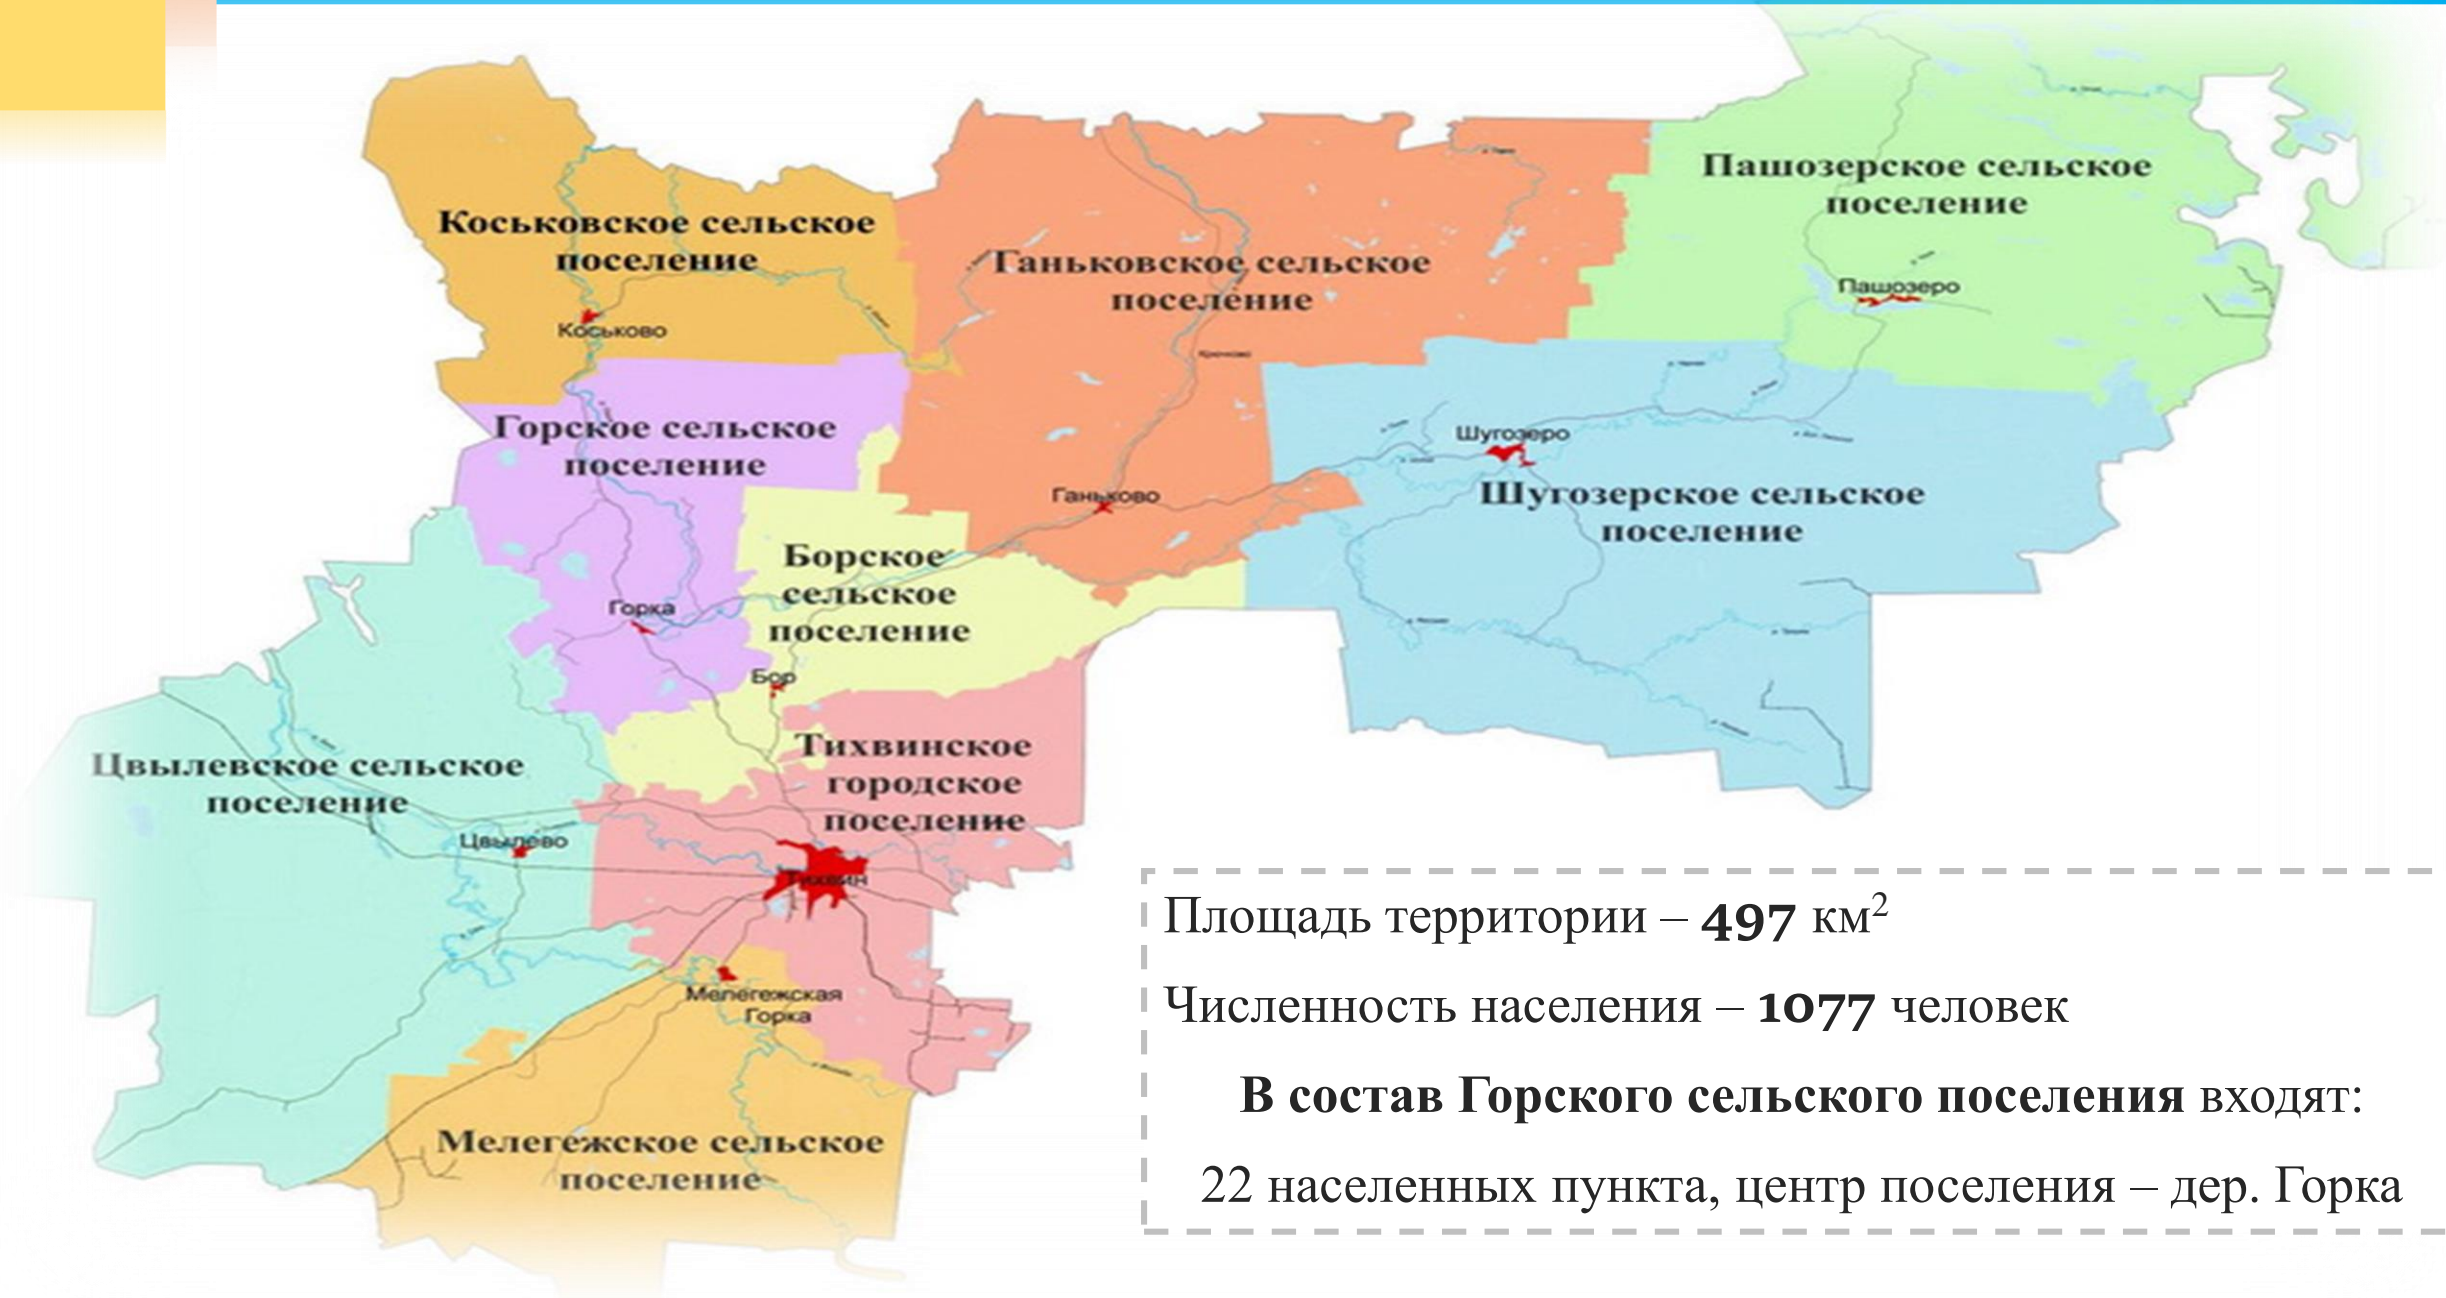 Пашозерское сельское
поселение
Коськовское сельское
поселение
Ганьковское сельское
поселение
Пашозеро
Коськово
Крючково
Горское сельское
поселение
Шугозеро
Ганьково
Шугозерское сельское
поселение
Борское
сельское
поселение
Горка
Бор
Тихвинское
городское
поселение
Цвылевское сельское
поселение
Цвылево
Тихвин
Мелегежская
Горка
Мелегежское сельское
поселение
Площадь территории – 497 км²
Численность населения – 1077 человек
В состав Горского сельского поселения входят:
22 населенных пункта, центр поселения – дер. Горка